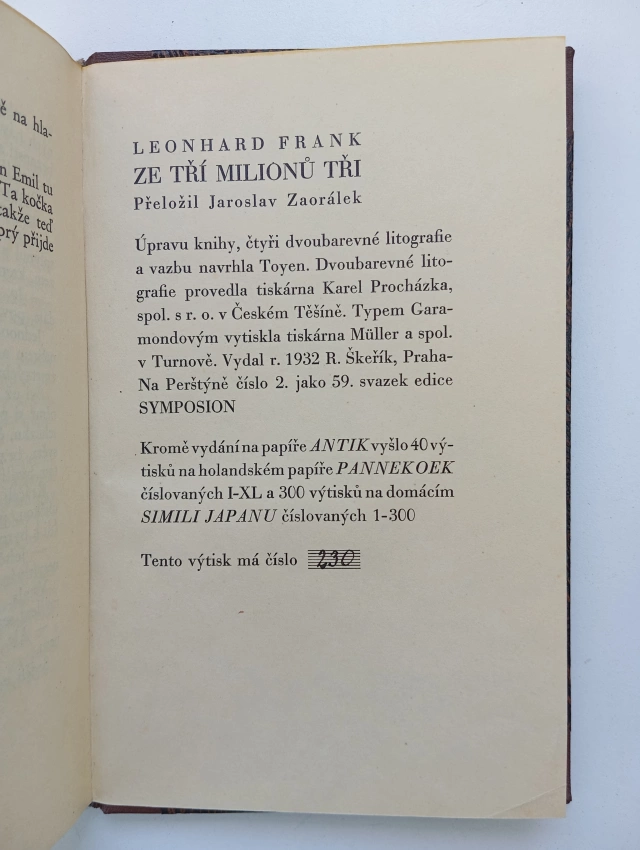 ě na hla-
n Emil tu
Ta kočka
takže teď
prý přijde
LEONHARD FRANK
ZE TŘÍ MILIONŮ TŘI
Přeložil Jaroslav Zaorálek
Úpravu knihy, čtyři dvoubarevné litografie
a vazbu navrhla Toyen. Dvoubarevné lito-
grafie provedla tiskárna Karel Procházka,
spol. s r. o. v Českém Těšíně. Typem Gara-
mondovým vytiskla tiskárna Müller a spol.
v Turnově. Vydal r. 1932 R. Škeřík, Praha-
Na Perštýně číslo 2. jako 59. svazek edice
SYMPOSION
Kromě vydání na papíře ANTIK vyšlo 40 vý-
tisků na holandském papíře PANNEKOEK
číslovaných I-XL a 300 výtisků na domácím
SIMILI JAPANU číslovaných 1-300
Tento výtisk má číslo 230